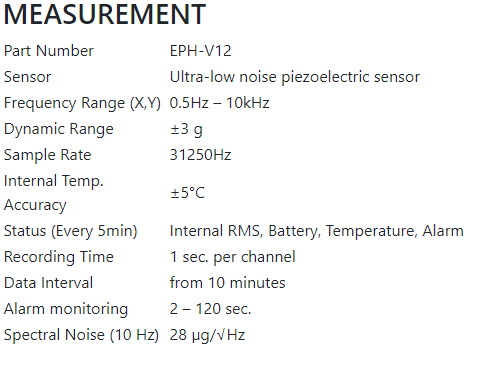 MEASUREMENT
Part Number EPH-V12
Sensor Ultra-low noise piezoelectric sensor
Frequency Range (X,Y) 0.5Hz – 10kHz
Dynamic Range ±3 g
Sample Rate 31250Hz
Internal Temp.
Accuracy ±5°C
Status (Every 5min) Internal RMS, Battery, Temperature, Alarm
Recording Time 1 sec. per channel
Data Interval from 10 minutes
Alarm monitoring 2 – 120 sec.
Spectral Noise (10 Hz) 28 µg/√Hz